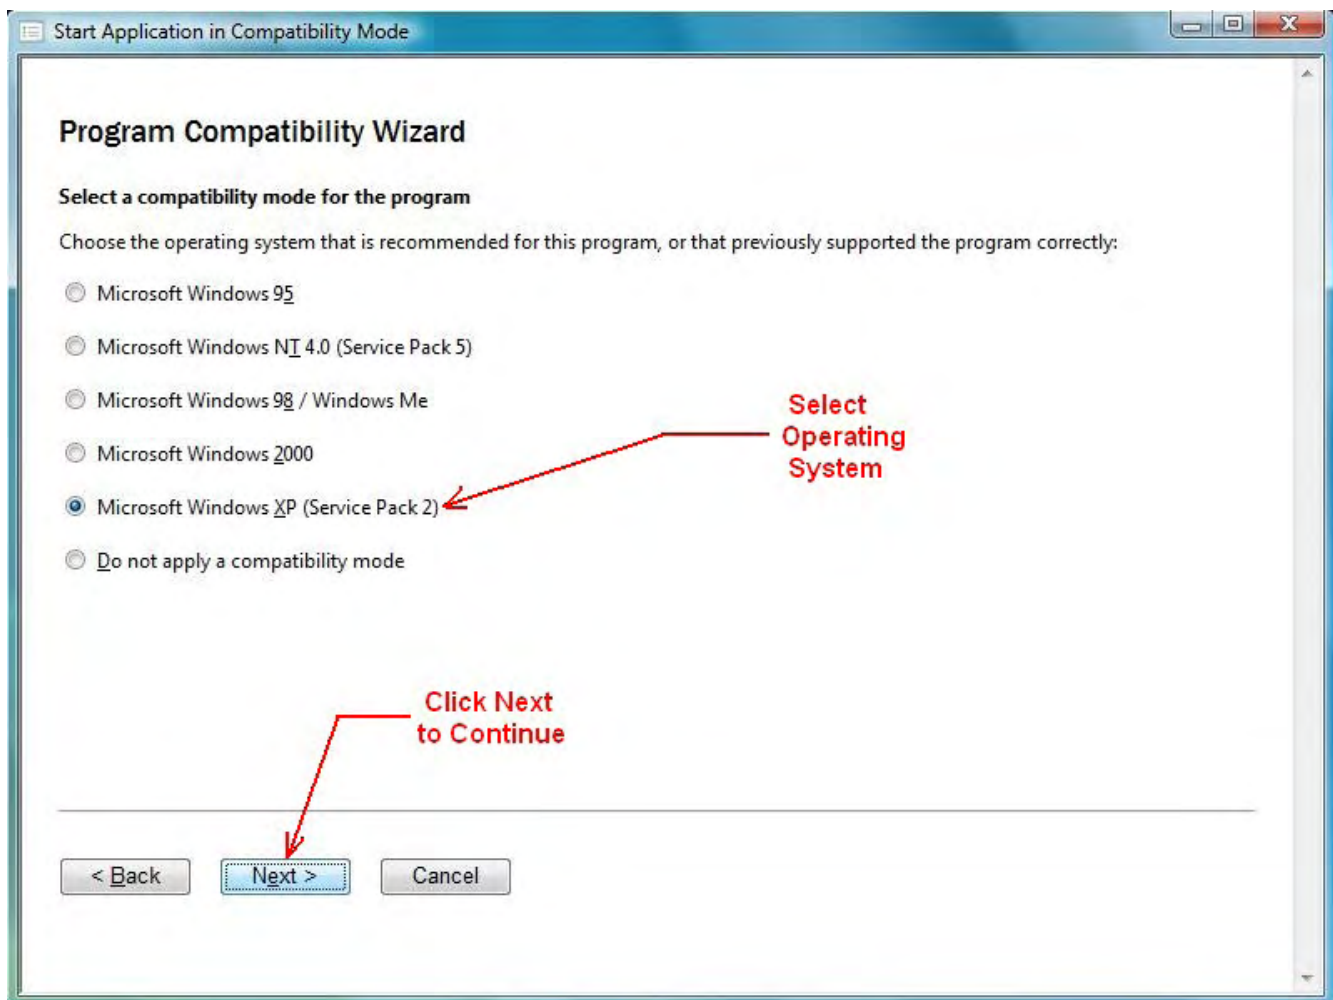 Start Application in Compatibility Mode
Program Compatibility Wizard
Select a compatibility mode for the program
Choose the operating system that is recommended for this program, or that previously supported the program correctly:
Microsoft Windows 95
Microsoft Windows NT 4.0 (Service Pack 5)
Microsoft Windows 98 / Windows Me
Select
Operating
System
Microsoft Windows 2000
Microsoft Windows XP (Service Pack 2)
Do not apply a compatibility mode
Click Next
to Continue
< Back
Next >
Cancel